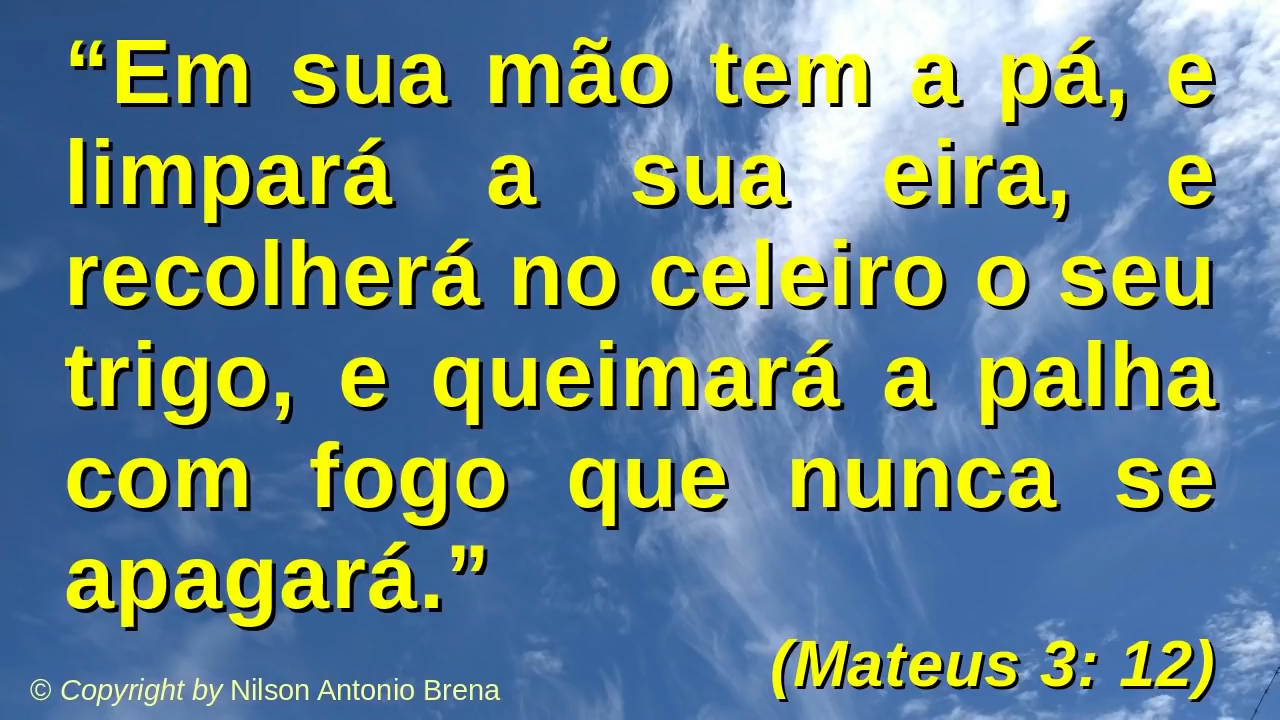 “Em sua mão tem a pá, e
limpará a sua eira, e
recolherá no celeiro o seu
trigo, e queimará a palha
com fogo que nunca se
apagará.”
(Mateus 3: 12)
© Copyright by Nilson Antonio Brena